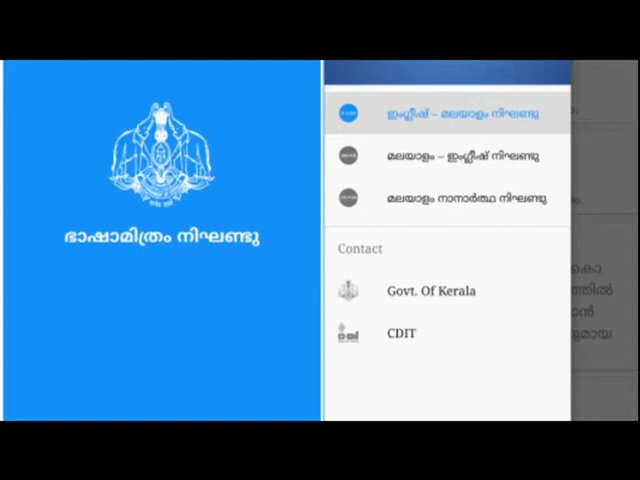 ഭാഷാമിത്രം നിഘണ്ടു
ഇംഗ്ലീഷ് – മലയാളം നിഘണ്ടു
മലയാളം – ഇംഗ്ലീഷ് നിഘണ്ടു
മലയാളം നാനാർത്ഥ നിഘണ്ടു
Contact
Govt. Of Kerala
CDIT